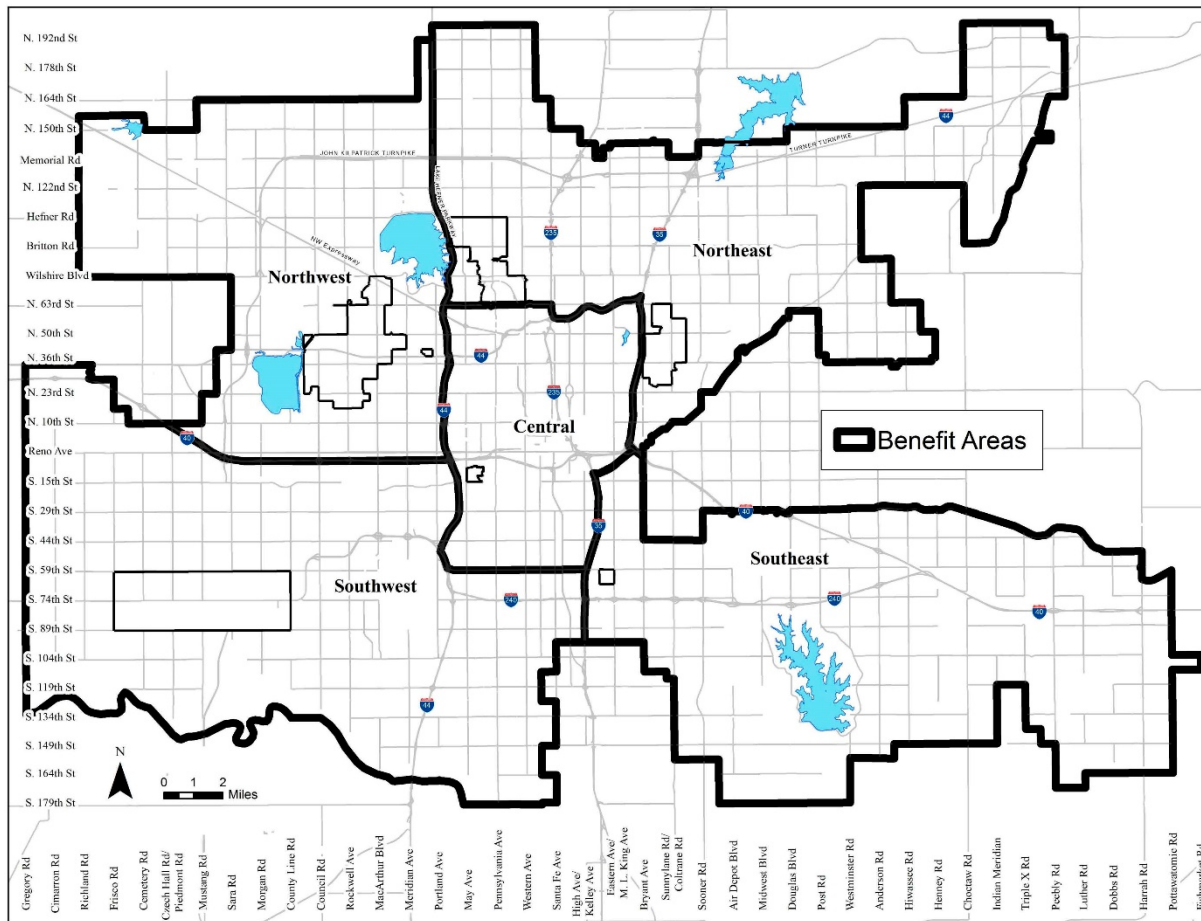 N. 192nd St
N. 178th St
N. 164th St
N. 150th St
Memorial Rd
N. 122nd St
Hefner Rd
Britton Rd
Wilshire Blvd
N. 63rd St
N. 50th St
N. 36th St
N. 23rd St
N. 10th St
Reno Ave
S. 15th St
S. 29th St
S. 44th St
S. 59th St
S. 74th St
S. 89th St
S. 104th St
S. 119th St
S. 134th St
S. 149th St
S. 164th St
S. 179th St
JOHN KILPATRICK TURNPIKE
LAKE HEFNER PARKWAY
TURNER TURNPIKE
NW Expressway
44
235
35
Northwest
Northeast
44
235
44
Central
40
Benefit Areas
35
40
Southeast
Southwest
240
240
40
44
N
0 1 2
Miles
Gregory Rd
Cimarron Rd
Richland Rd
Frisco Rd
Cemetery Rd
Czech Hall Rd/
Piedmont Rd
Mustang Rd
Sara Rd
Morgan Rd
County Line Rd
Council Rd
Rockwell Ave
MacArthur Blvd
Meridian Ave
Portland Ave
May Ave
Pennsylvania Ave
Western Ave
Santa Fe Ave
High Ave/
Kelley Ave
Eastern Ave/
M. L. King Ave
Bryant Ave
Sunnylane Rd/
Coltrane Rd
Sooner Rd
Air Depot Blvd
Midwest Blvd
Douglas Blvd
Post Rd
Westminster Rd
Anderson Rd
Hiwassee Rd
Henney Rd
Choctaw Rd
Indian Meridian
Triple X Rd
Peebly Rd
Luther Rd
Dobbs Rd
Harrah Rd
Pottawatomie Rd